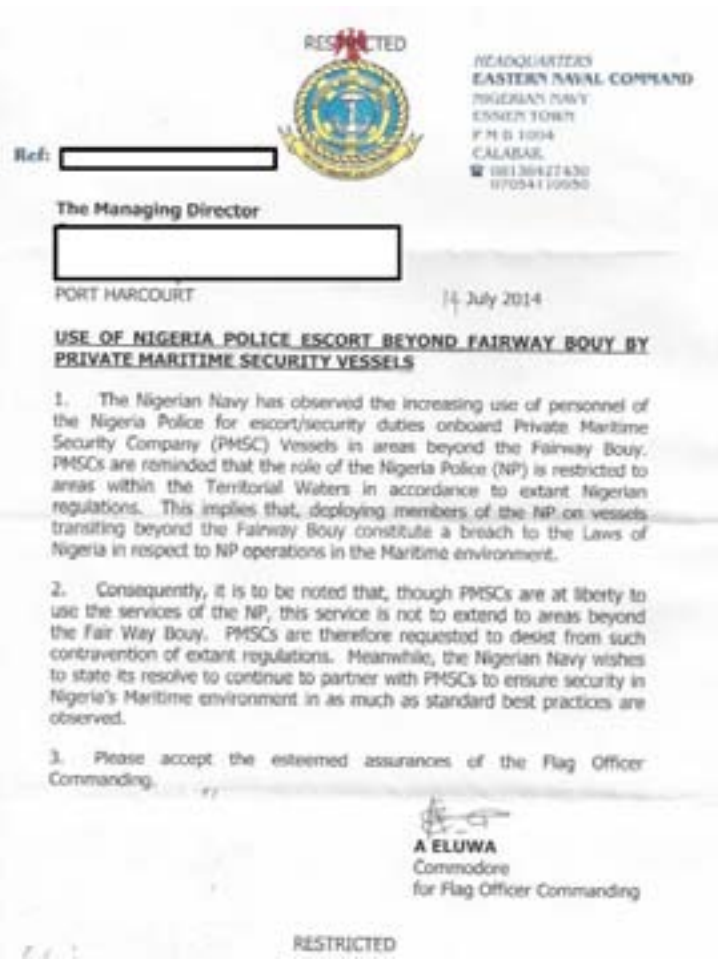 RESTRICTED
HEADQUARTERS
EASTERN NAVAL COMMAND
NIGERIAN NAVY
ESSIEN TOWN
P M B 1004
CALABAR.
Ref:
The Managing Director
PORT HARCOURT
14 July 2014
USE OF NIGERIA POLICE ESCORT BEYOND FAIRWAY BOUY BY
PRIVATE MARITIME SECURITY VESSELS
1. The Nigerian Navy has observed the increasing use of personnel of
the Nigeria Police for escort/security duties onboard Private Maritime
Security Company (PMSC) Vessels in areas beyond the Fairway Bouy.
PMSCs are reminded that the role of the Nigeria Police (NP) is restricted to
areas within the Territorial Waters in accordance to extant Nigerian
regulations. This implies that, deploying members of the NP on vessels
transiting beyond the Fairway Bouy constitute a breach to the Laws of
Nigeria in respect to NP operations in the Maritime environment.
2. Consequently, it is to be noted that, though PMSCs are at liberty to
use the services of the NP, this service is not to extend to areas beyond
the Fair Way Bouy. PMSCs are therefore requested to desist from such
contravention of extant regulations. Meanwhile, the Nigerian Navy wishes
to state its resolve to continue to partner with PMSCs to ensure security in
Nigeria's Maritime environment in as much as standard best practices are
observed.
3. Please accept the esteemed assurances of the Flag Officer
Commanding.
A ELUWA
Commodore
for Flag Officer Commanding
RESTRICTED